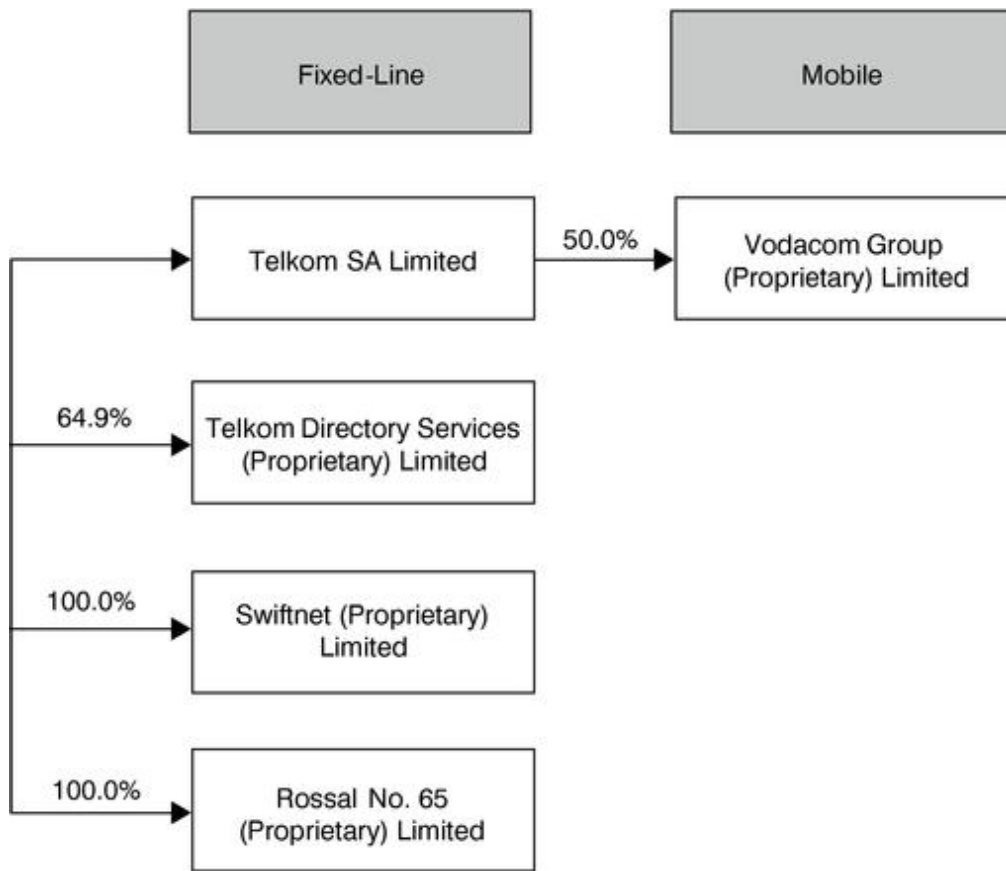 Fixed-Line
Mobile
Telkom SA Limited
50.0%
Vodacom Group
(Proprietary) Limited
64.9%
Telkom Directory Services
(Proprietary) Limited
100.0%
Swiftnet (Proprietary)
Limited
100.0%
Rossal No. 65
(Proprietary) Limited